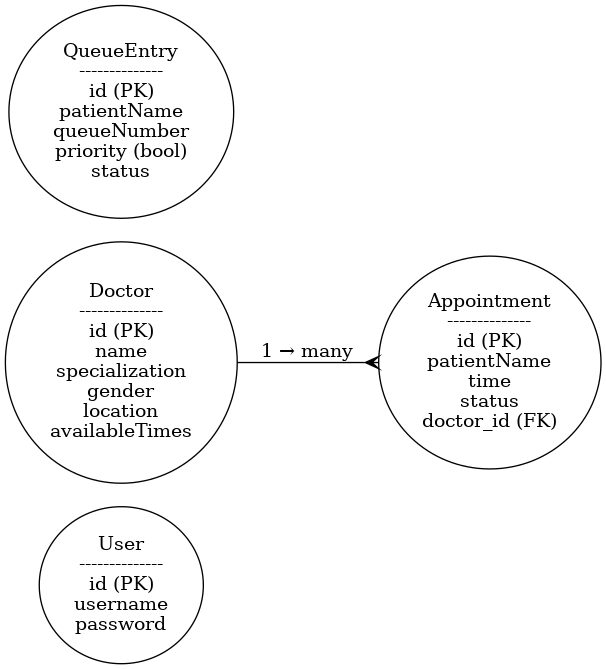 QueueEntry
--------------
id (PK)
patientName
queueNumber
priority (bool)
status
Doctor
--------------
id (PK)
name
specialization
gender
location
availableTimes
1 → many
Appointment
--------------
id (PK)
patientName
time
status
doctor_id (FK)
User
--------------
id (PK)
username
password